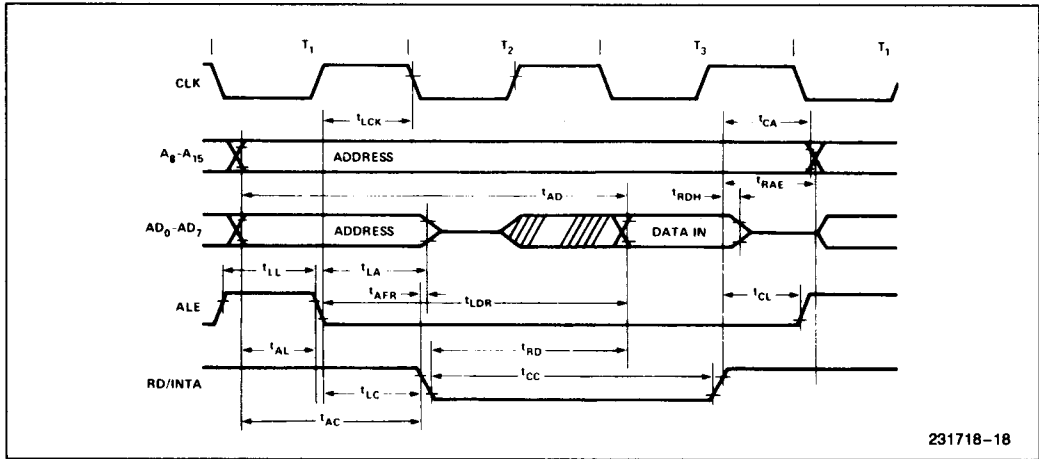 T1 T2 T3 T1
CLK
tLCK tCA
A8-A15 ADDRESS
tRAE
tAD tRDH
AD0-AD7 ADDRESS DATA IN
tLL tLA
tAFR tLDR tCL
ALE
tAL tRD
tCC
RD/INTA
tLC
tAC
231718-18